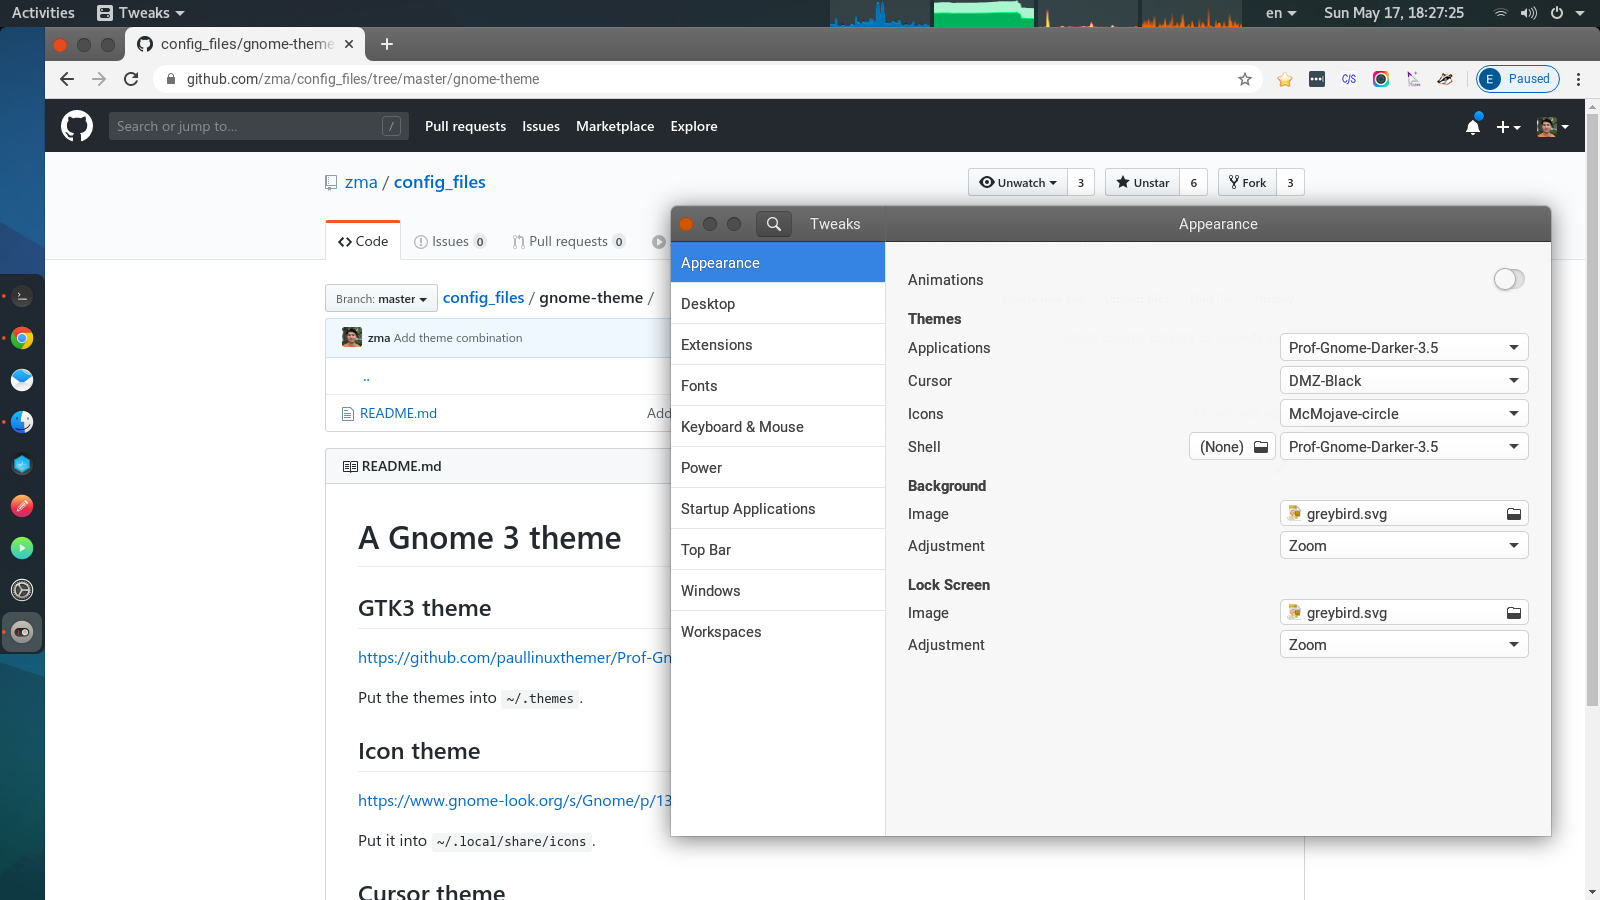 Activities Tweaks en Sun May 17, 18:27:25
config_files/gnome-theme
github.com/zma/config_files/tree/master/gnome-theme C/S E Paused
Search or jump to... / Pull requests Issues Marketplace Explore
zma / config_files Unwatch 3 Unstar 6 Fork 3
Code Issues 0 Pull requests 0
Branch: master config_files / gnome-theme /
zma Add theme combination
..
README.md Add
README.md
A Gnome 3 theme
GTK3 theme
https://github.com/paullinuxthemer/Prof-Gn
Put the themes into ~/.themes.
Icon theme
https://www.gnome-look.org/s/Gnome/p/13
Put it into ~/.local/share/icons.
Cursor theme
Tweaks Appearance
Appearance
Desktop
Extensions
Fonts
Keyboard & Mouse
Power
Startup Applications
Top Bar
Windows
Workspaces
Animations
Themes
Applications Prof-Gnome-Darker-3.5
Cursor DMZ-Black
Icons McMojave-circle
Shell (None) Prof-Gnome-Darker-3.5
Background
Image greybird.svg
Adjustment Zoom
Lock Screen
Image greybird.svg
Adjustment Zoom